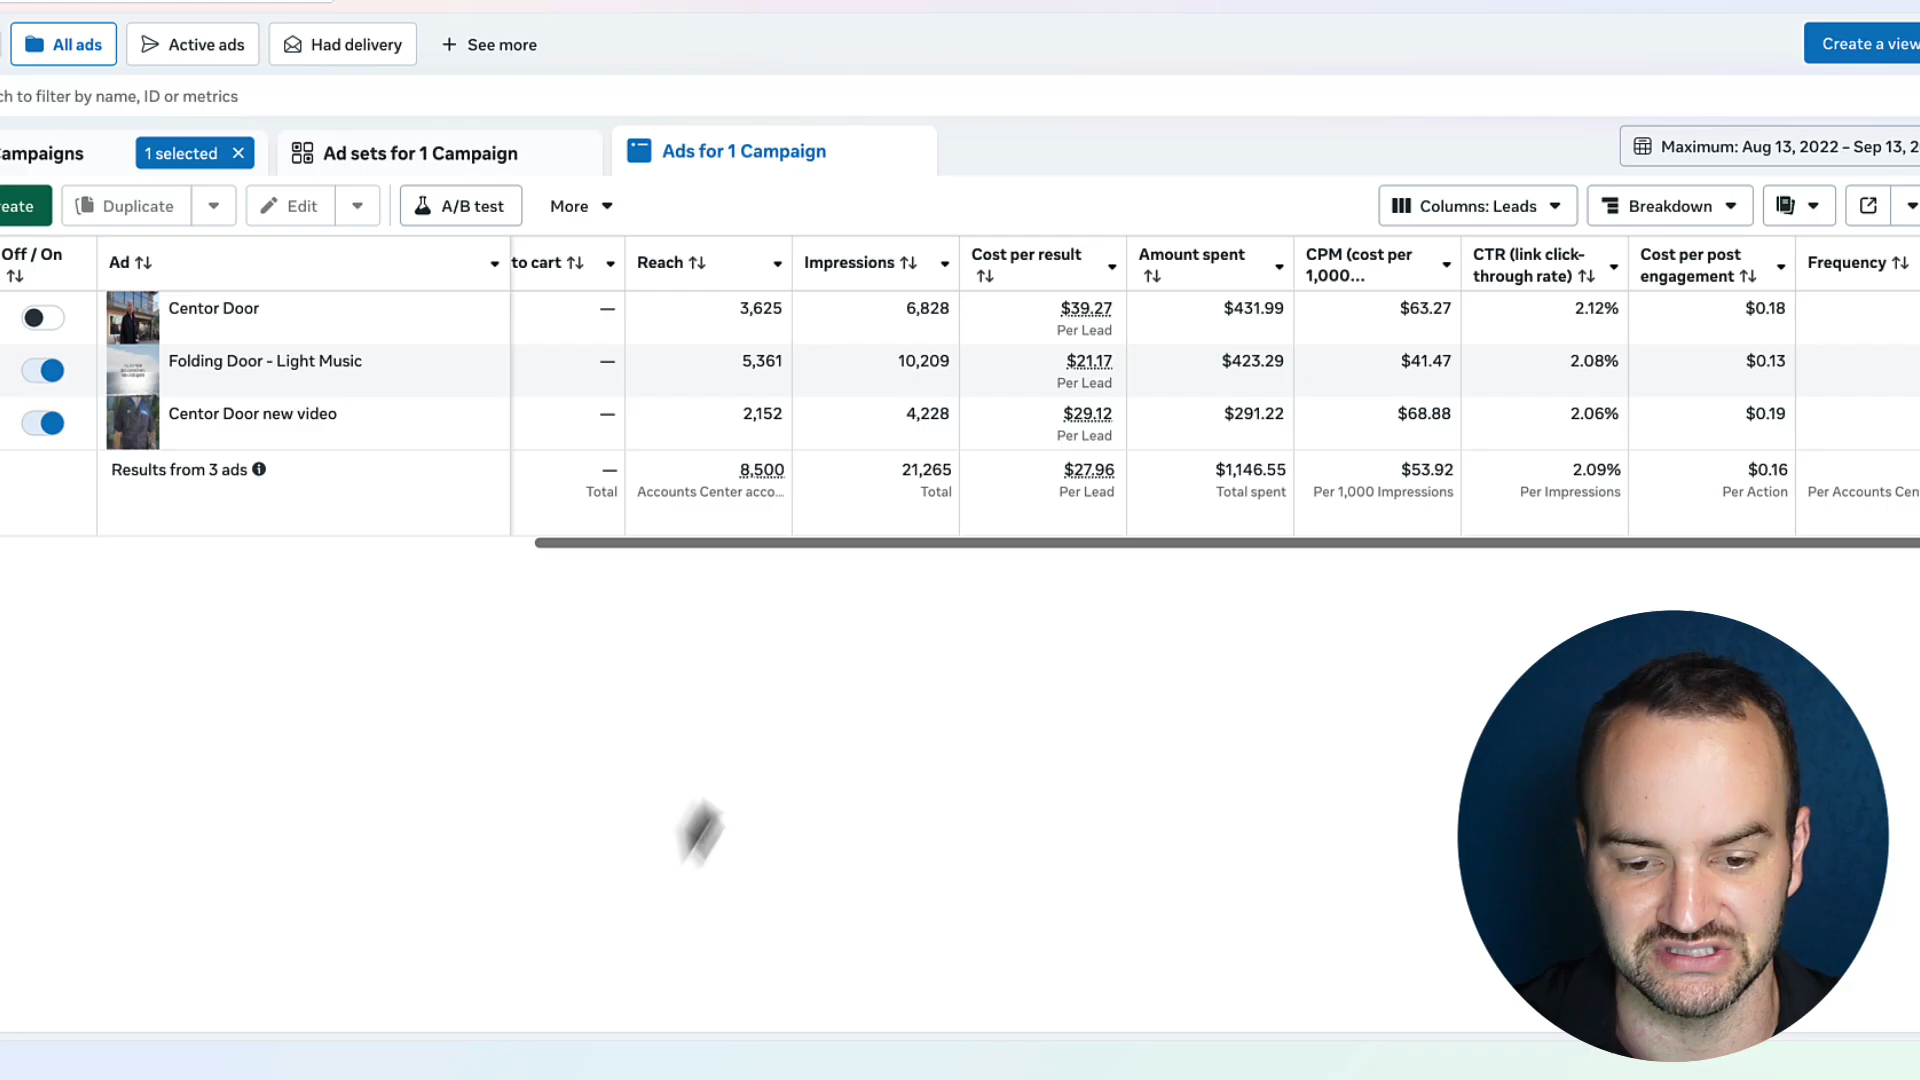 All ads
Active ads
Had delivery
+ See more
Create a view
ch to filter by name, ID or metrics
ampaigns
1 selected
Ad sets for 1 Campaign
Ads for 1 Campaign
Maximum: Aug 13, 2022 – Sep 13, 2
eate
Duplicate
Edit
A/B test
More
Columns: Leads
Breakdown
Off / On
Ad
to cart
Reach
Impressions
Cost per result
Amount spent
CPM (cost per 1,000...
CTR (link click-through rate)
Cost per post engagement
Frequency
Centor Door
—
3,625
6,828
$39.27
Per Lead
$431.99
$63.27
2.12%
$0.18
Folding Door - Light Music
—
5,361
10,209
$21.17
Per Lead
$423.29
$41.47
2.08%
$0.13
Centor Door new video
—
2,152
4,228
$29.12
Per Lead
$291.22
$68.88
2.06%
$0.19
Results from 3 ads
—
Total
8,500
Accounts Center acco...
21,265
Total
$27.96
Per Lead
$1,146.55
Total spent
$53.92
Per 1,000 Impressions
2.09%
Per Impressions
$0.16
Per Action
Per Accounts Cen